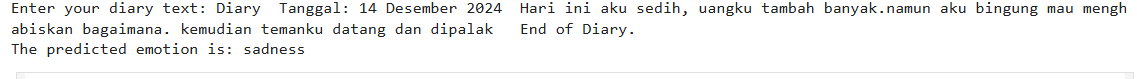 Enter your diary text: Diary  Tanggal: 14 Desember 2024  Hari ini aku sedih, uangku tambah banyak.namun aku bingung mau mengh
abiskan bagaimana. kemudian temanku datang dan dipalak   End of Diary.
The predicted emotion is: sadness